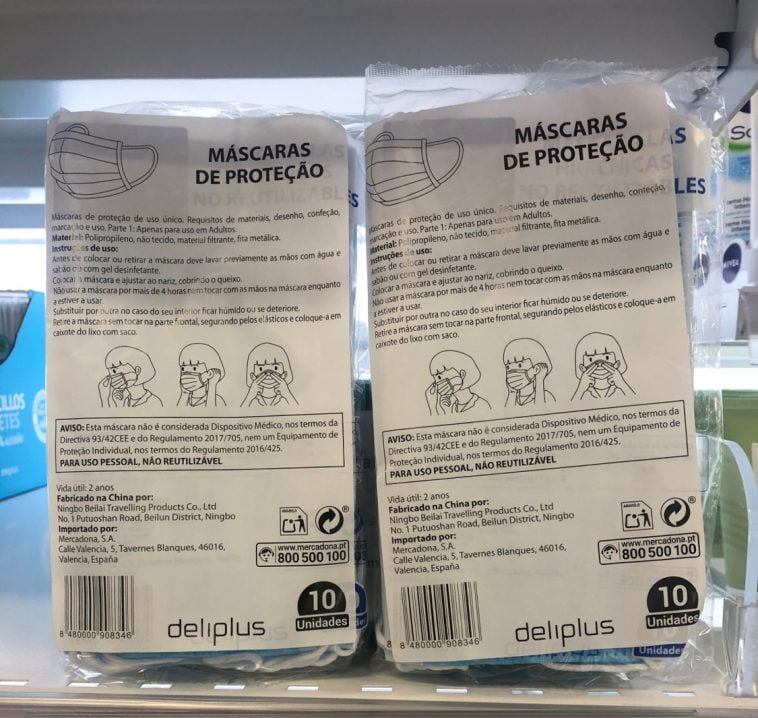 MÁSCARAS
DE PROTEÇÃO
Máscaras de proteção de uso único. Requisitos de materiais, desenho, confeção,
marcação e uso. Parte 1: Apenas para uso em Adultos.
Material: Polipropileno, não tecido, material filtrante, fita metálica.
Instruções de uso:
Antes de colocar ou retirar a máscara deve lavar previamente as mãos com água e
sabão ou com gel desinfetante.
Colocar a máscara e ajustar ao nariz, cobrindo o queixo.
Não usar a máscara por mais de 4 horas nem tocar com as mãos na máscara enquanto
a estiver a usar.
Substituir por outra no caso do seu interior ficar húmido ou se deteriore.
Retire a máscara sem tocar na parte frontal, segurando pelos elásticos e coloque-a em
caixote do lixo com saco.
AVISO: Esta máscara não é considerada Dispositivo Médico, nos termos da
Directiva 93/42CEE e do Regulamento 2017/705, nem um Equipamento de
Proteção Individual, nos termos do Regulamento 2016/425.
PARA USO PESSOAL, NÃO REUTILIZÁVEL
Vida útil: 2 anos
Fabricado na China por:
Ningbo Beilai Travelling Products Co., Ltd
No. 1 Putuoshan Road, Beilun District, Ningbo
Importado por:
Mercadona, S.A.
Calle Valencia, 5, Tavernes Blanques, 46016,
Valencia, España
AMARELO
®
www.mercadona.pt
800 500 100
8 480000 908346
deliplus
10
Unidades
MÁSCARAS
DE PROTEÇÃO
Máscaras de proteção de uso único. Requisitos de materiais, desenho, confeção,
marcação e uso. Parte 1: Apenas para uso em Adultos.
Material: Polipropileno, não tecido, material filtrante, fita metálica.
Instruções de uso:
Antes de colocar ou retirar a máscara deve lavar previamente as mãos com água e
sabão ou com gel desinfetante.
Colocar a máscara e ajustar ao nariz, cobrindo o queixo.
Não usar a máscara por mais de 4 horas nem tocar com as mãos na máscara enquanto
a estiver a usar.
Substituir por outra no caso do seu interior ficar húmido ou se deteriore.
Retire a máscara sem tocar na parte frontal, segurando pelos elásticos e coloque-a em
caixote do lixo com saco.
AVISO: Esta máscara não é considerada Dispositivo Médico, nos termos da
Directiva 93/42CEE e do Regulamento 2017/705, nem um Equipamento de
Proteção Individual, nos termos do Regulamento 2016/425.
PARA USO PESSOAL, NÃO REUTILIZÁVEL
Vida útil: 2 anos
Fabricado na China por:
Ningbo Beilai Travelling Products Co., Ltd
No. 1 Putuoshan Road, Beilun District, Ningbo
Importado por:
Mercadona, S.A.
Calle Valencia, 5, Tavernes Blanques, 46016,
Valencia, España
AMARELO
®
www.mercadona.pt
800 500 100
8 480000 908346
deliplus
10
Unidades
Unidades
NIVEA